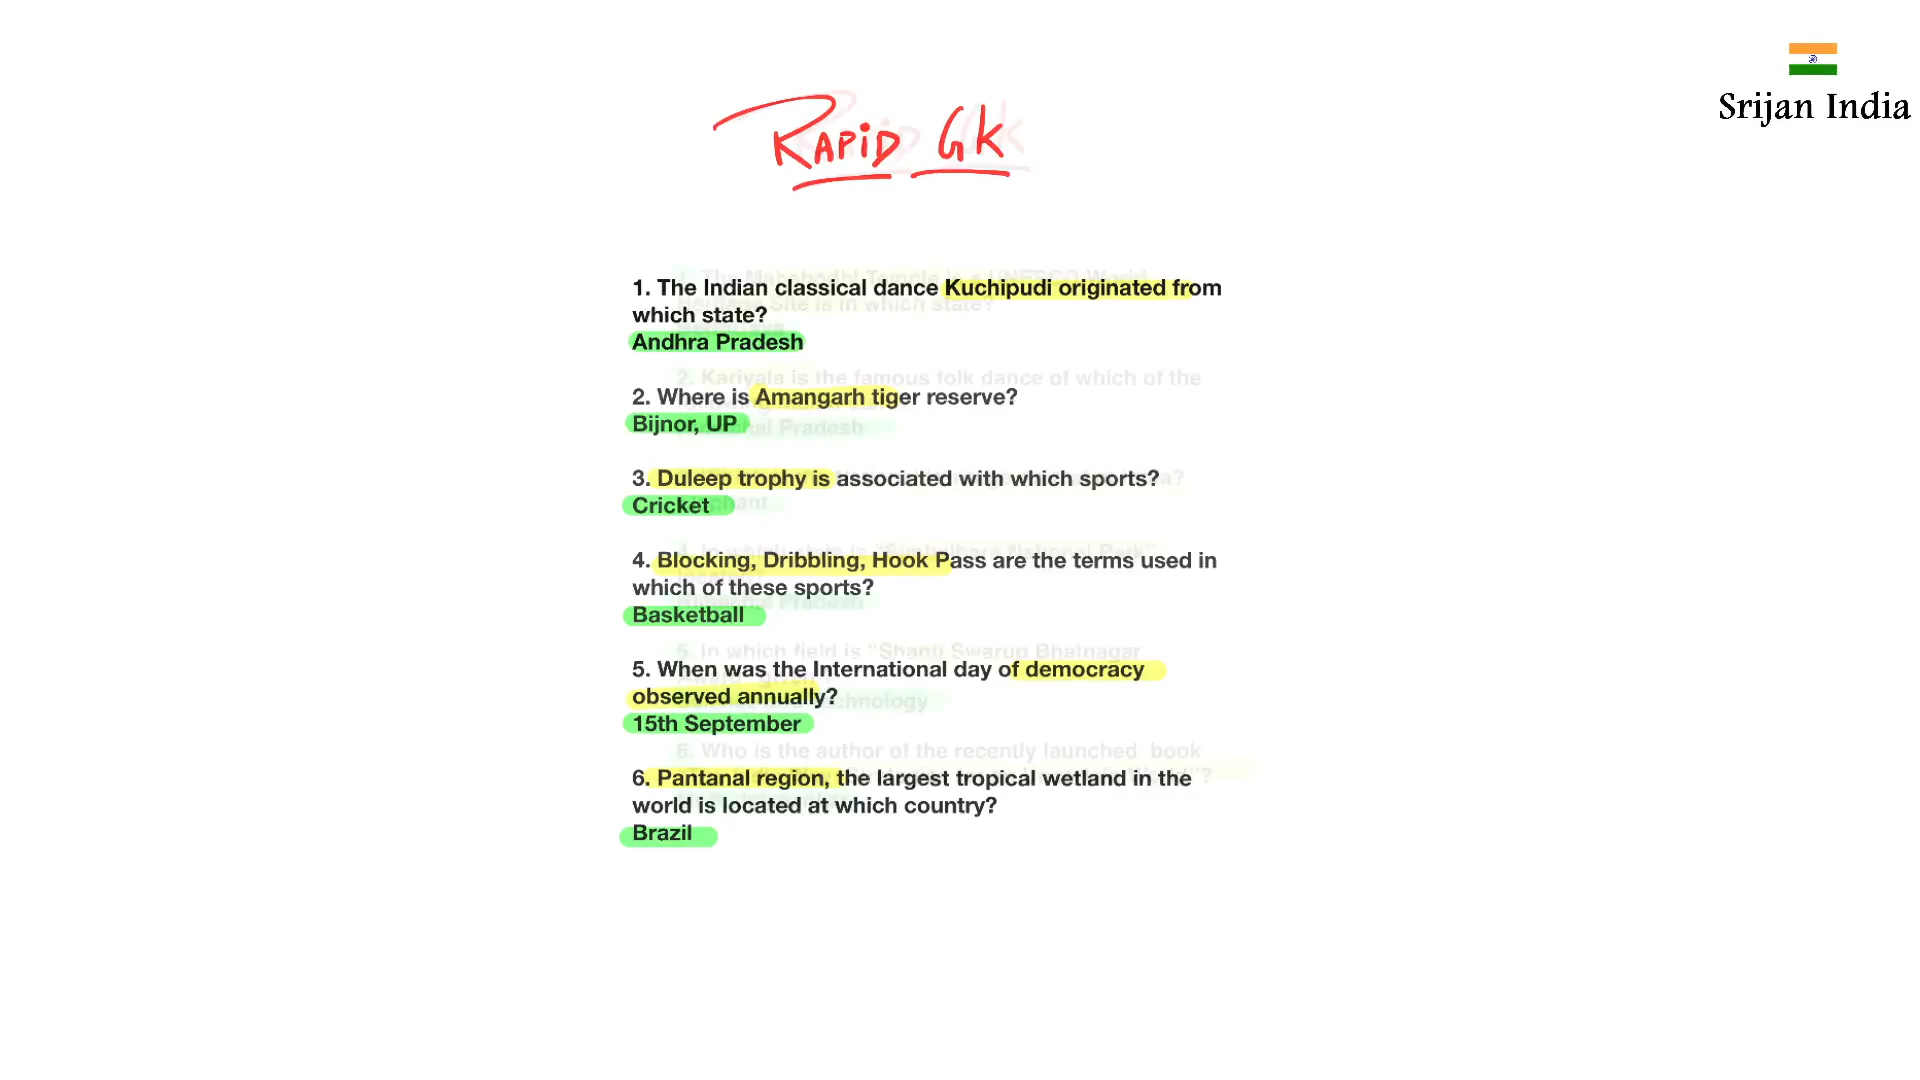 Srijan India
RAPID GK
1. The Indian classical dance Kuchipudi originated from
which state?
Andhra Pradesh
2. Where is Amangarh tiger reserve?
Bijnor, UP
3. Duleep trophy is associated with which sports?
Cricket
4. Blocking, Dribbling, Hook Pass are the terms used in
which of these sports?
Basketball
5. When was the International day of democracy
observed annually?
15th September
6. Pantanal region, the largest tropical wetland in the
world is located at which country?
Brazil